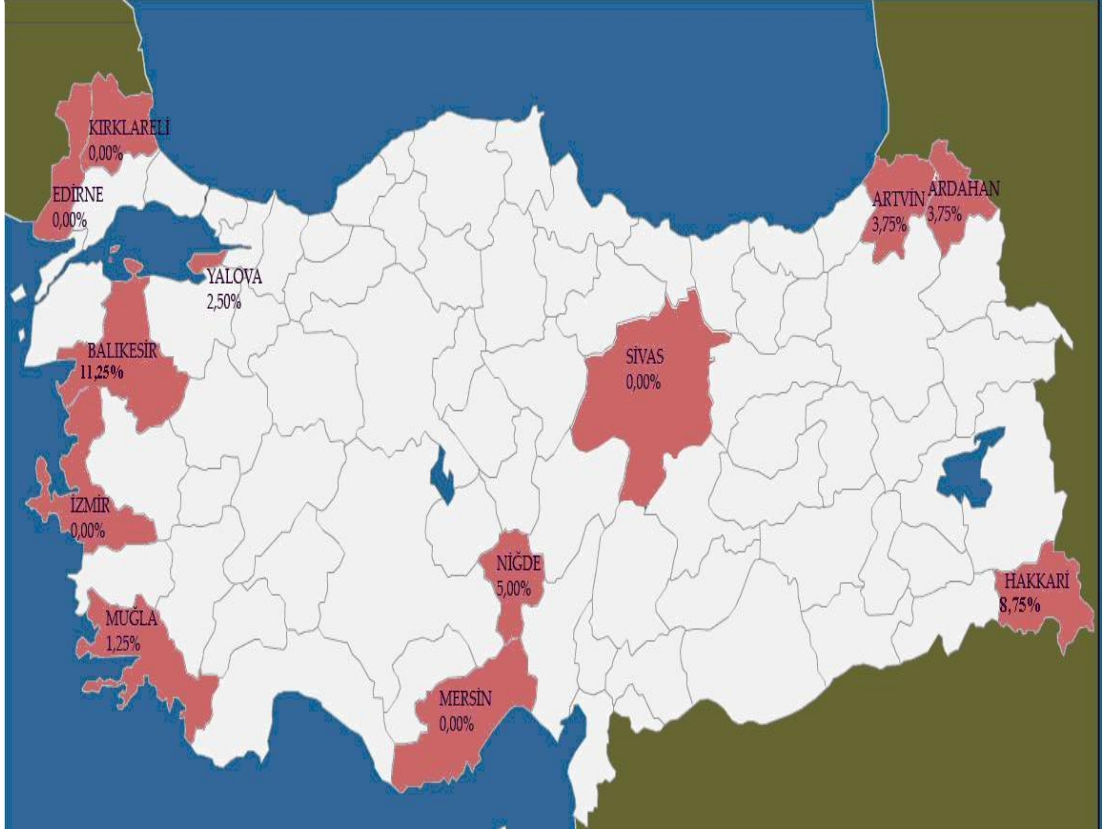 KIRKLARELİ
0,00%
EDİRNE
0,00%
ARTVİN
3,75%
ARDAHAN
3,75%
YALOVA
2,50%
BALIKESİR
11,25%
SİVAS
0,00%
İZMİR
0,00%
NİĞDE
5,00%
HAKKARİ
8,75%
MUĞLA
1,25%
MERSİN
0,00%